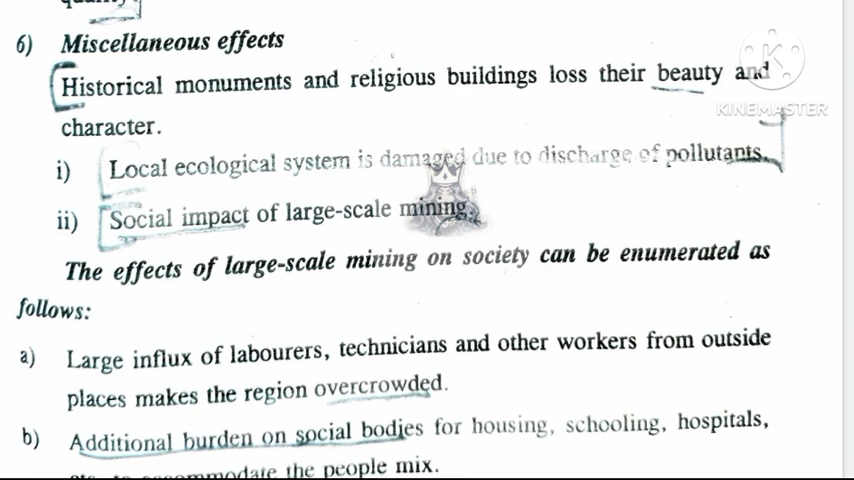 quality.
6) Miscellaneous effects
Historical monuments and religious buildings loss their beauty and
KINEMASTER
character.
i) Local ecological system is damaged due to discharge of pollutants.
ii) Social impact of large-scale mining
The effects of large-scale mining on society can be enumerated as
follows:
a) Large influx of labourers, technicians and other workers from outside
places makes the region overcrowded.
b) Additional burden on social bodies for housing, schooling, hospitals,
etc. to accommodate the people mix.